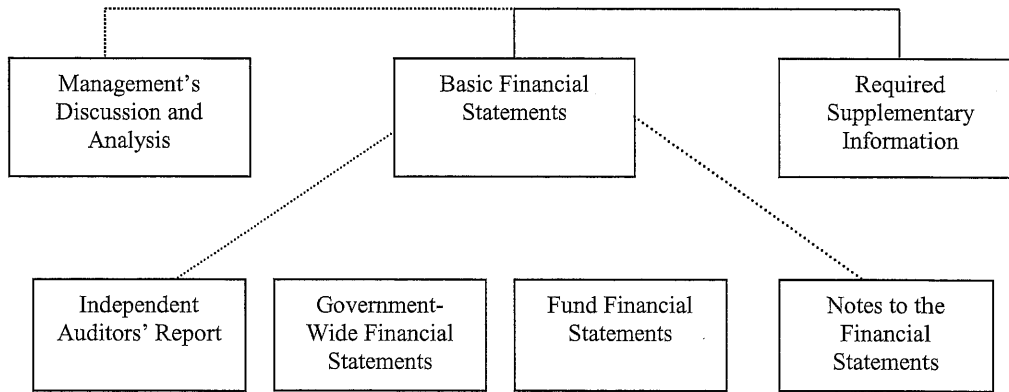 Management's
Discussion and
Analysis
Basic Financial
Statements
Required
Supplementary
Information
Independent
Auditors' Report
Government-
Wide Financial
Statements
Fund Financial
Statements
Notes to the
Financial
Statements